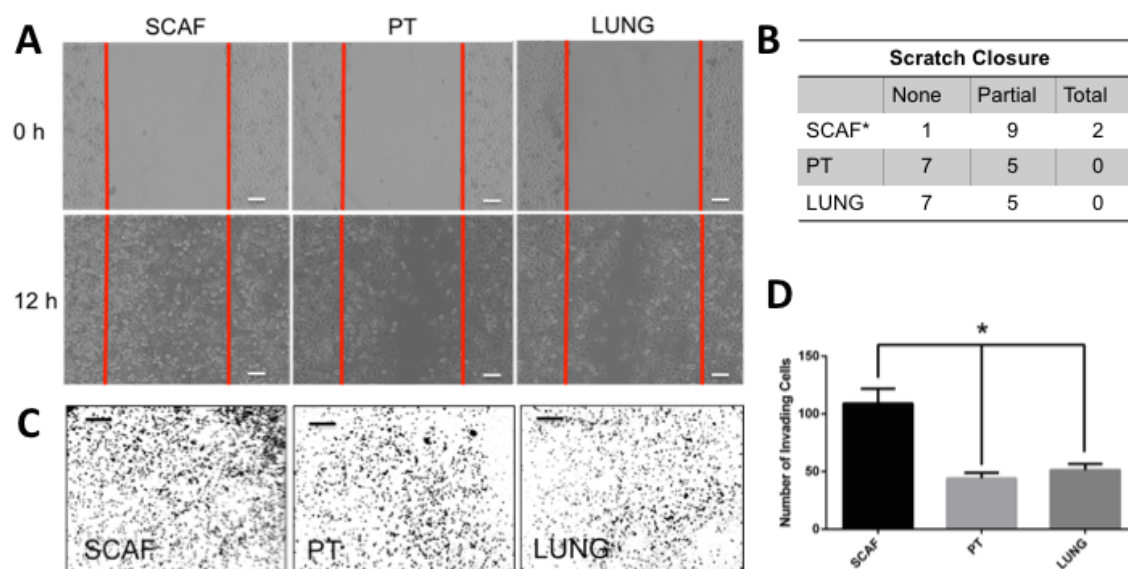 A
SCAF
PT
LUNG
0 h
12 h
B
Scratch Closure
None Partial Total
SCAF* 1 9 2
PT 7 5 0
LUNG 7 5 0
C
SCAF
PT
LUNG
D
*
Number of Invading Cells
150
100
50
0
SCAF
PT
LUNG